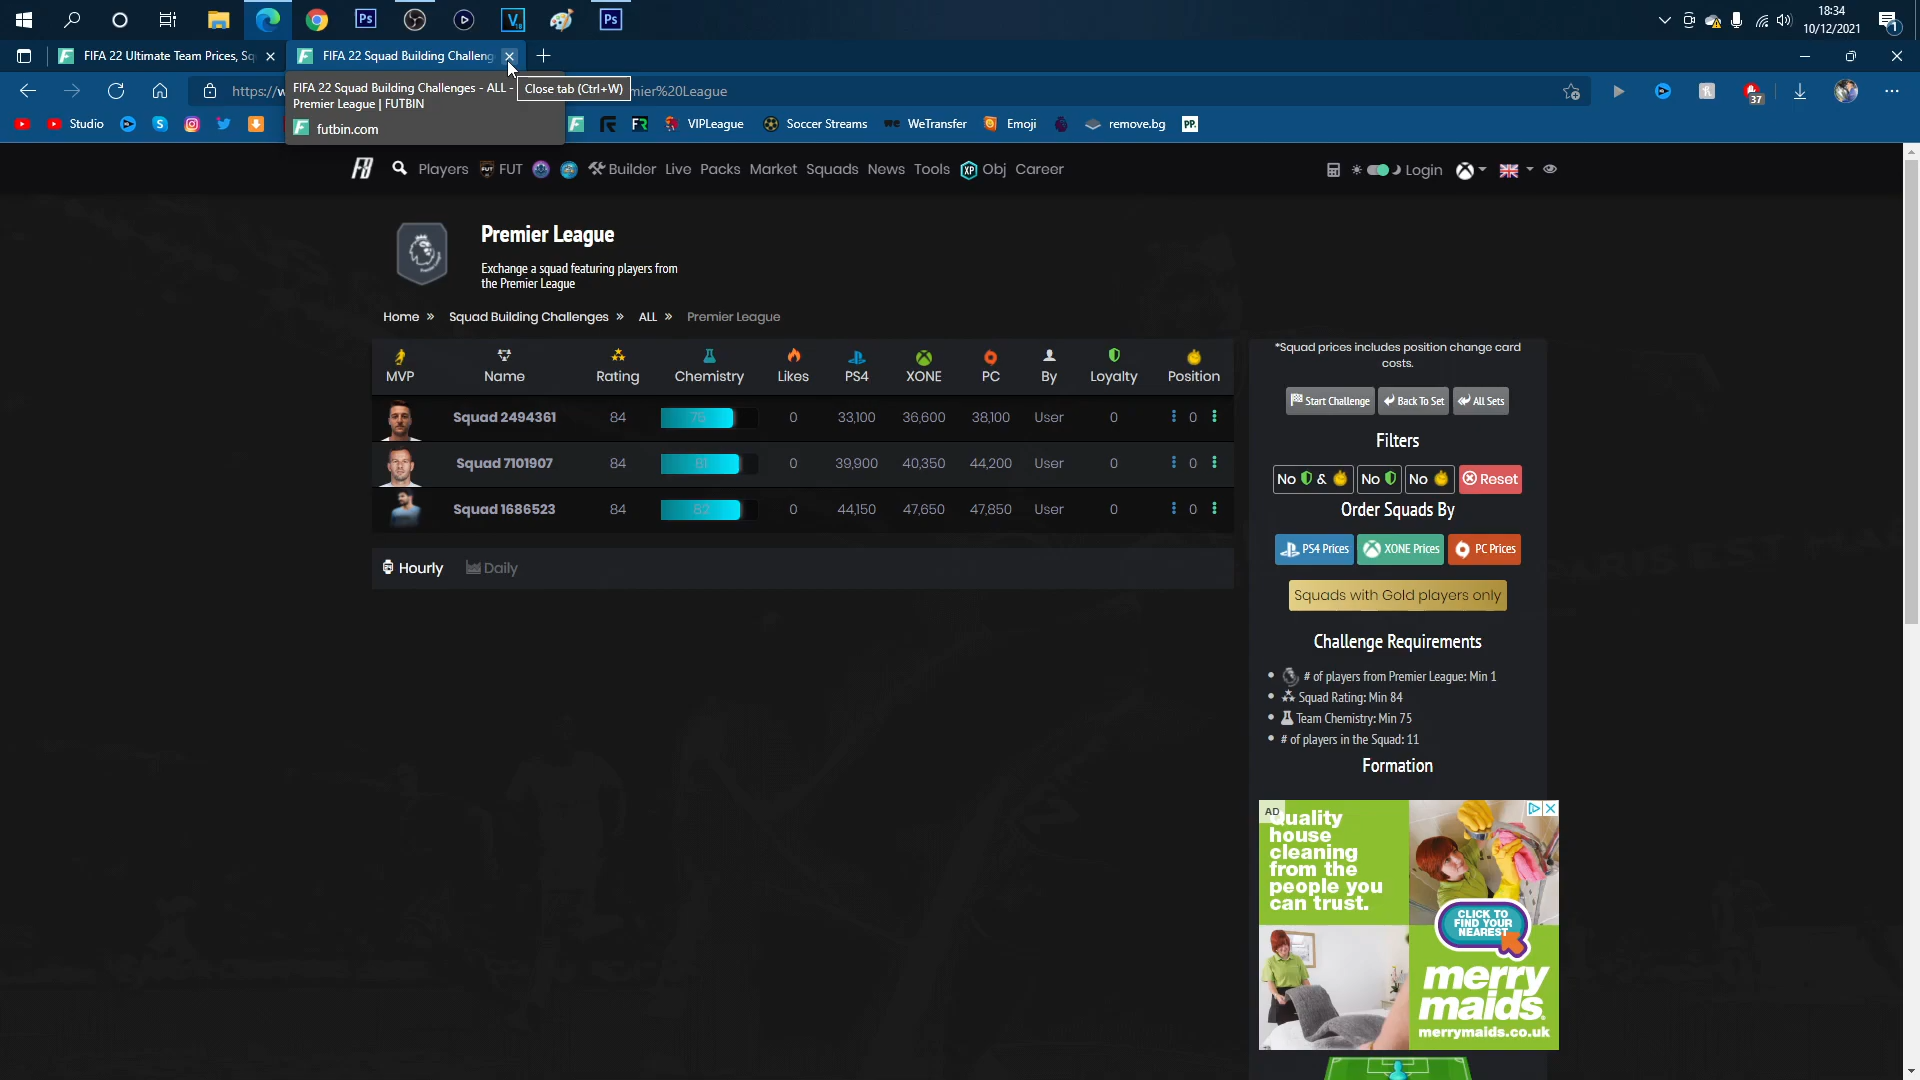 18:34
10/12/2021
1
FIFA 22 Ultimate Team Prices, Sq
FIFA 22 Squad Building Challeng
https://w
mier%20League
37
FIFA 22 Squad Building Challenges - ALL -
Premier League | FUTBIN
futbin.com
Close tab (Ctrl+W)
Studio
VIPLeague
Soccer Streams
WeTransfer
Emoji
remove.bg
Players
FUT
Builder
Live
Packs
Market
Squads
News
Tools
Obj
Career
Login
Premier League
Exchange a squad featuring players from
the Premier League
Home » Squad Building Challenges » ALL » Premier League
MVP Name Rating Chemistry Likes PS4 XONE PC By Loyalty Position
Squad 2494361 84 75 0 33,100 36,600 38,100 User 0 0
Squad 7101907 84 81 0 39,900 40,350 44,200 User 0 0
Squad 1686523 84 82 0 44,150 47,650 47,850 User 0 0
Hourly Daily
*Squad prices includes position change card
costs.
Start Challenge Back To Set All Sets
Filters
No & No No Reset
Order Squads By
PS4 Prices XONE Prices PC Prices
Squads with Gold players only
Challenge Requirements
# of players from Premier League: Min 1
Squad Rating: Min 84
Team Chemistry: Min 75
# of players in the Squad: 11
Formation
AD
Quality
house
cleaning
from the
people you
can trust.
CLICK TO
FIND YOUR
NEAREST
merry
maids.
merrymaids.co.uk